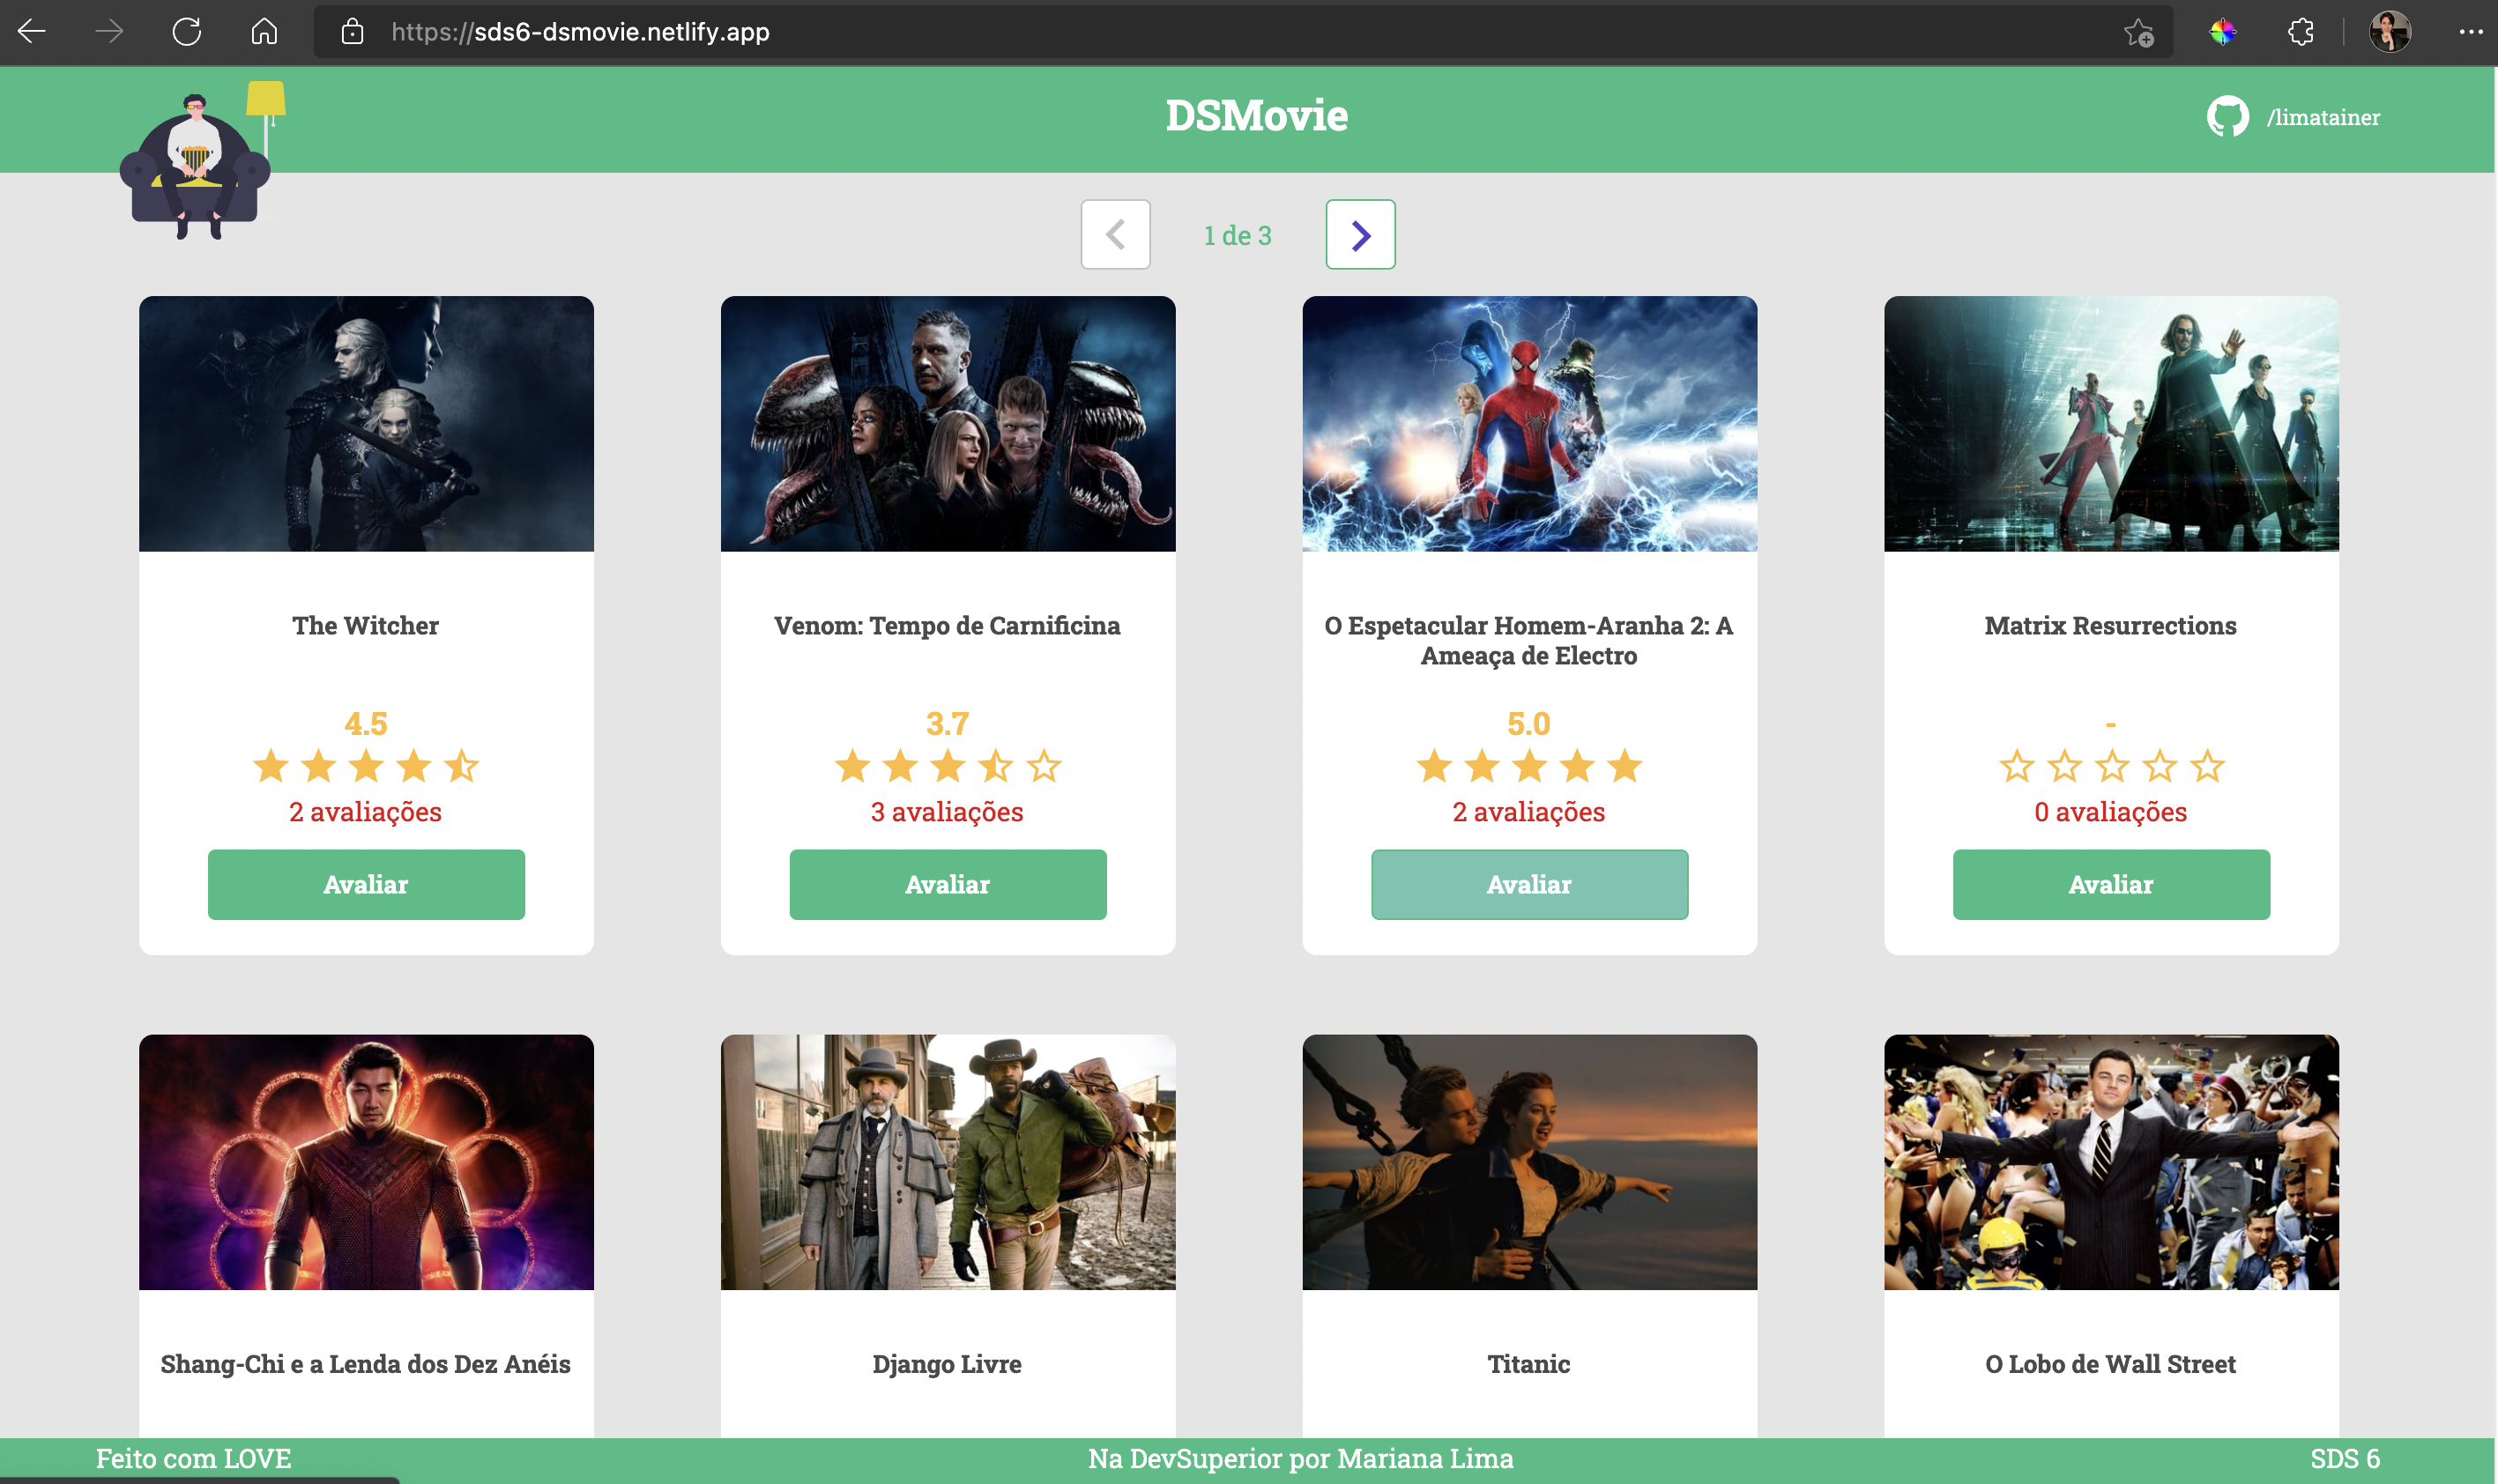 https://sds6-dsmovie.netlify.app
DSMovie
/limatainer
1 de 3
The Witcher
4.5
2 avaliações
Avaliar
Venom: Tempo de Carnificina
3.7
3 avaliações
Avaliar
O Espetacular Homem-Aranha 2: A
Ameaça de Electro
5.0
2 avaliações
Avaliar
Matrix Resurrections
-
0 avaliações
Avaliar
Shang-Chi e a Lenda dos Dez Anéis
Django Livre
Titanic
O Lobo de Wall Street
Feito com LOVE
Na DevSuperior por Mariana Lima
SDS 6